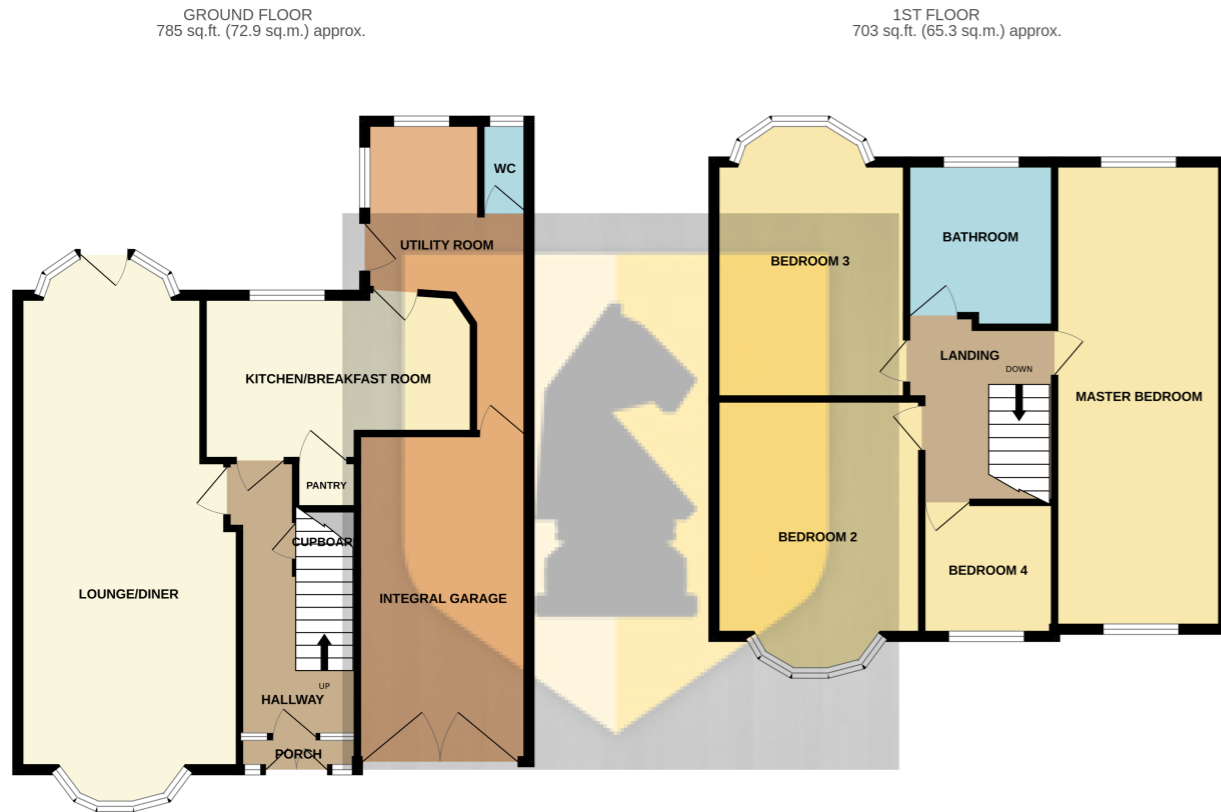 GROUND FLOOR
785 sq.ft. (72.9 sq.m.) approx.
1ST FLOOR
703 sq.ft. (65.3 sq.m.) approx.
WC
UTILITY ROOM
KITCHEN/BREAKFAST ROOM
PANTRY
CUPBOAR
LOUNGE/DINER
INTEGRAL GARAGE
UP
HALLWAY
PORCH
BEDROOM 3
BATHROOM
LANDING
DOWN
MASTER BEDROOM
BEDROOM 2
BEDROOM 4